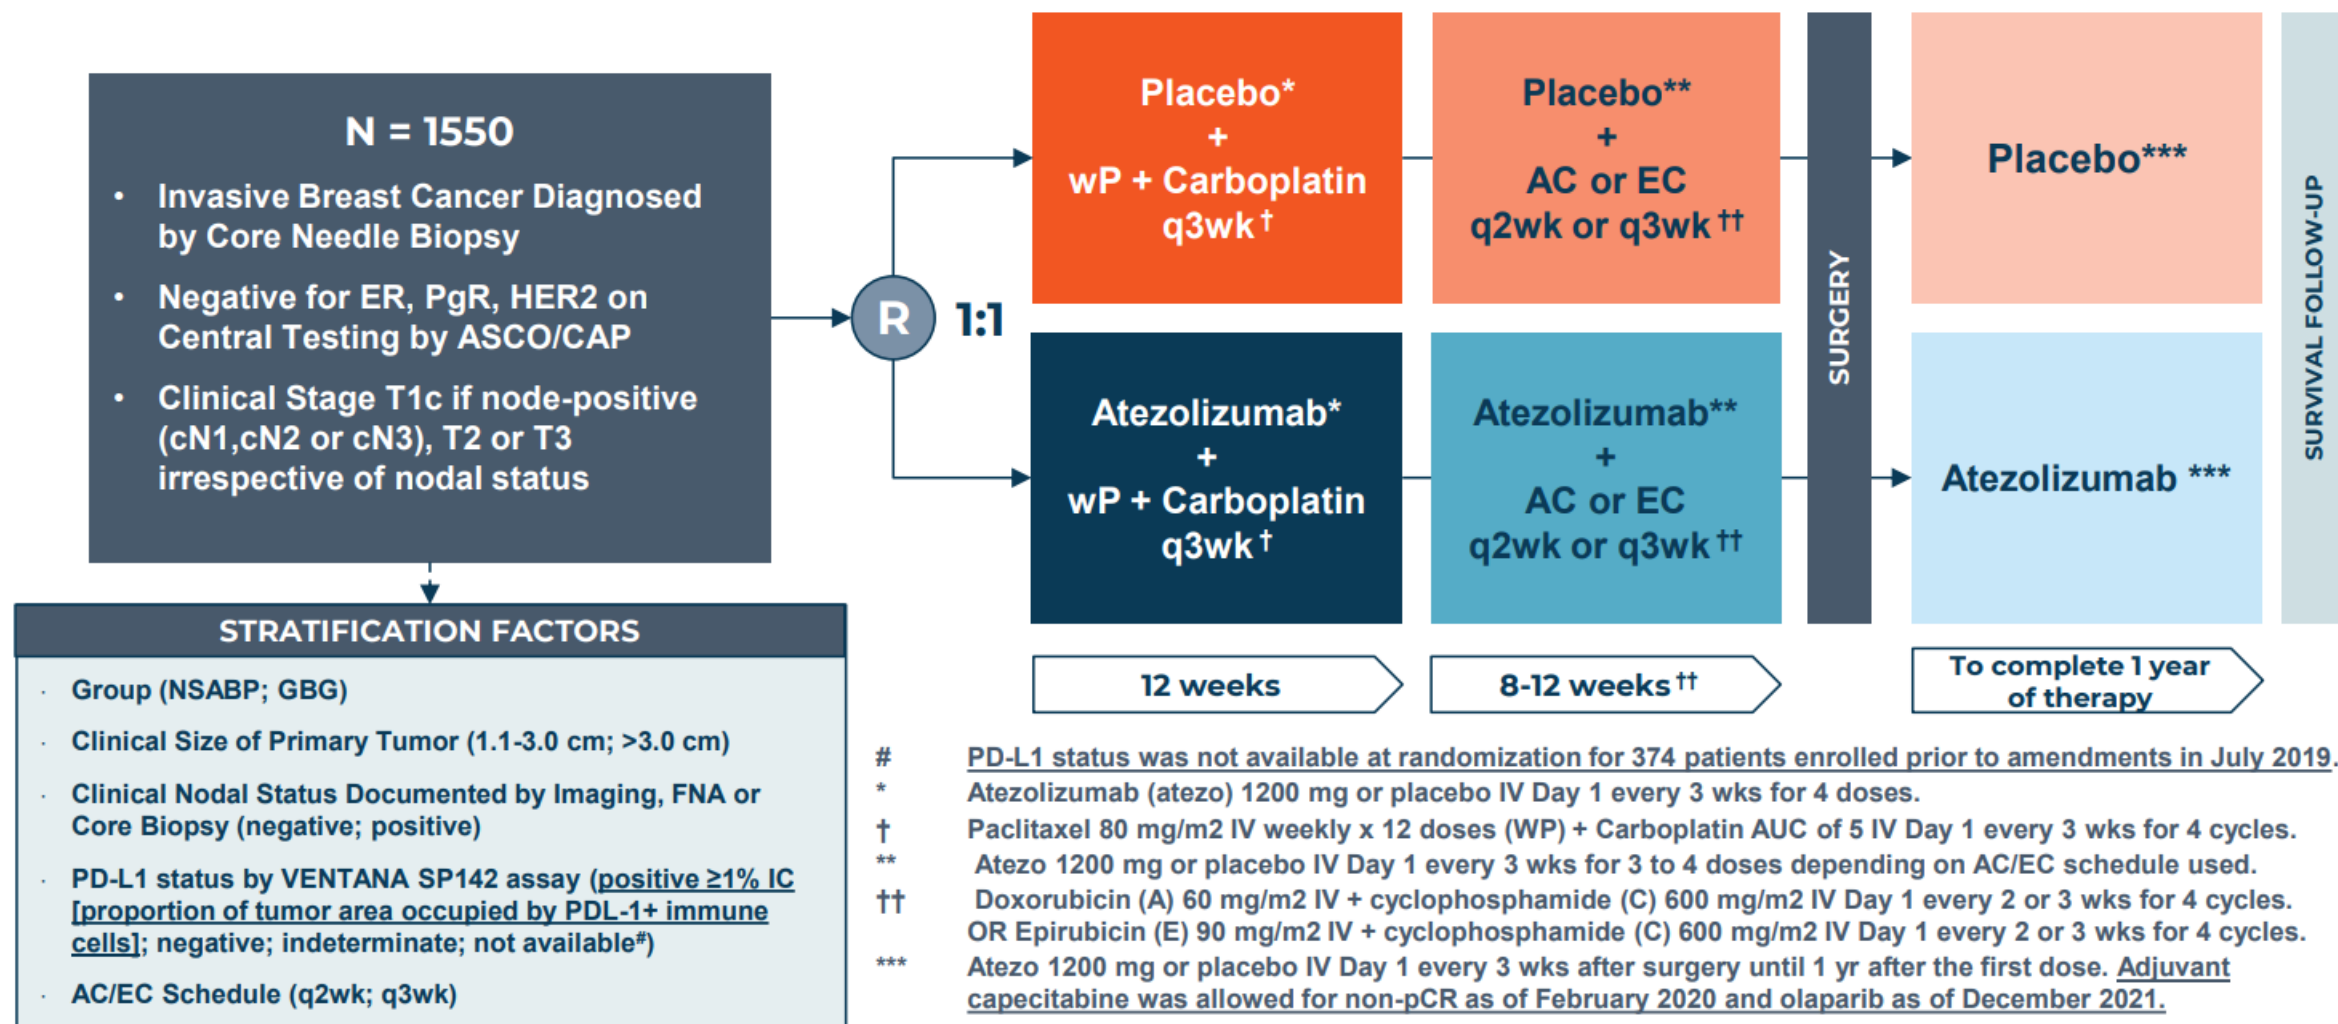 N = 1550
• Invasive Breast Cancer Diagnosed
by Core Needle Biopsy
• Negative for ER, PgR, HER2 on
Central Testing by ASCO/CAP
• Clinical Stage T1c if node-positive
(cN1,cN2 or cN3), T2 or T3
irrespective of nodal status
R 1:1
Placebo*
+
wP + Carboplatin
q3wk †
Placebo**
+
AC or EC
q2wk or q3wk ††
Atezolizumab*
+
wP + Carboplatin
q3wk †
Atezolizumab**
+
AC or EC
q2wk or q3wk ††
SURGERY
Placebo***
Atezolizumab ***
SURVIVAL FOLLOW-UP
12 weeks
8-12 weeks ††
To complete 1 year
of therapy
STRATIFICATION FACTORS
· Group (NSABP; GBG)
· Clinical Size of Primary Tumor (1.1-3.0 cm; >3.0 cm)
· Clinical Nodal Status Documented by Imaging, FNA or
Core Biopsy (negative; positive)
· PD-L1 status by VENTANA SP142 assay (positive ≥1% IC
[proportion of tumor area occupied by PDL-1+ immune
cells]; negative; indeterminate; not available#)
· AC/EC Schedule (q2wk; q3wk)
# PD-L1 status was not available at randomization for 374 patients enrolled prior to amendments in July 2019.
* Atezolizumab (atezo) 1200 mg or placebo IV Day 1 every 3 wks for 4 doses.
† Paclitaxel 80 mg/m2 IV weekly x 12 doses (WP) + Carboplatin AUC of 5 IV Day 1 every 3 wks for 4 cycles.
** Atezo 1200 mg or placebo IV Day 1 every 3 wks for 3 to 4 doses depending on AC/EC schedule used.
†† Doxorubicin (A) 60 mg/m2 IV + cyclophosphamide (C) 600 mg/m2 IV Day 1 every 2 or 3 wks for 4 cycles.
OR Epirubicin (E) 90 mg/m2 IV + cyclophosphamide (C) 600 mg/m2 IV Day 1 every 2 or 3 wks for 4 cycles.
*** Atezo 1200 mg or placebo IV Day 1 every 3 wks after surgery until 1 yr after the first dose. Adjuvant
capecitabine was allowed for non-pCR as of February 2020 and olaparib as of December 2021.